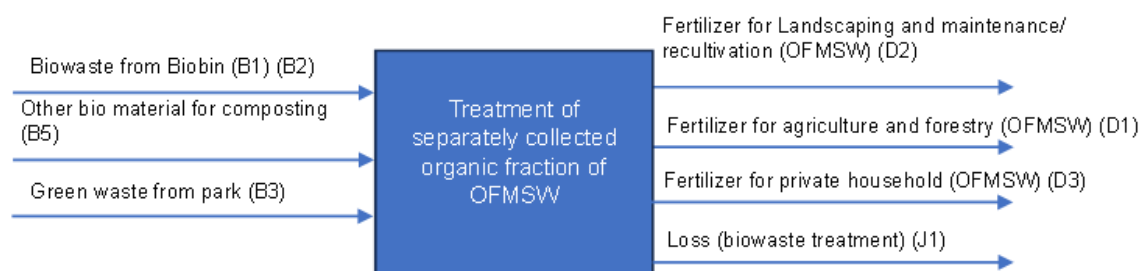 Biowaste from Biobin (B1) (B2)
Other bio material for composting
(B5)
Green waste from park (B3)
Treatment of
separately collected
organic fraction of
OFMSW
Fertilizer for Landscaping and maintenance/
recultivation (OFMSW) (D2)
Fertilizer for agriculture and forestry (OFMSW) (D1)
Fertilizer for private household (OFMSW) (D3)
Loss (biowaste treatment) (J1)